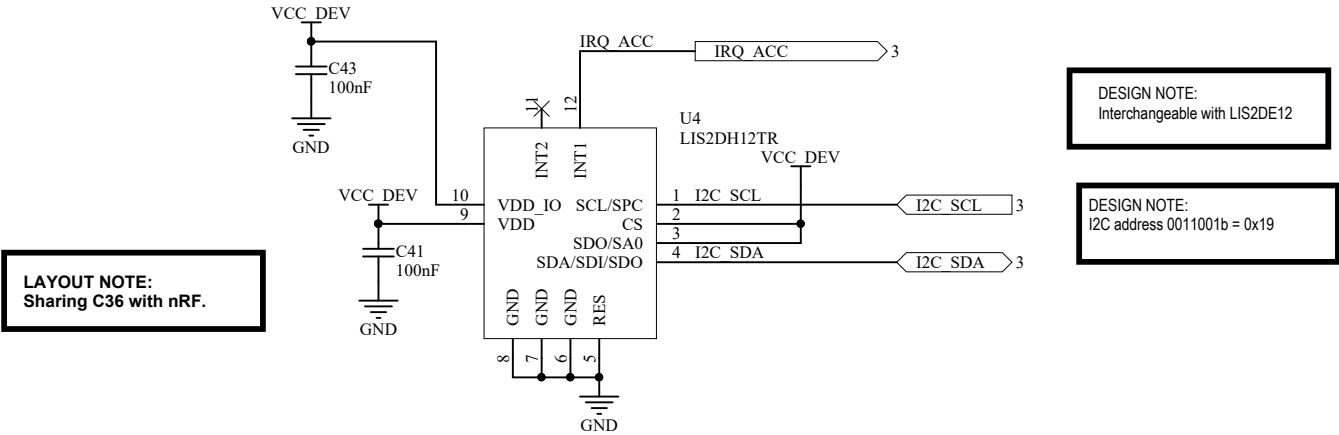 VCC_DEV
C43
100nF
GND
IRQ_ACC
IRQ_ACC
3
11
12
INT2
INT1
U4
LIS2DH12TR
VCC_DEV
DESIGN NOTE:
Interchangeable with LIS2DE12
VCC_DEV
C41
100nF
GND
10
9
VDD_IO
VDD
SCL/SPC
CS
SDO/SA0
SDA/SDI/SDO
1
2
3
4
I2C_SCL
I2C_SDA
I2C_SCL
3
I2C_SDA
3
DESIGN NOTE:
I2C address 0011001b = 0x19
LAYOUT NOTE:
Sharing C36 with nRF.
GND
GND
GND
RES
8
7
6
5
GND